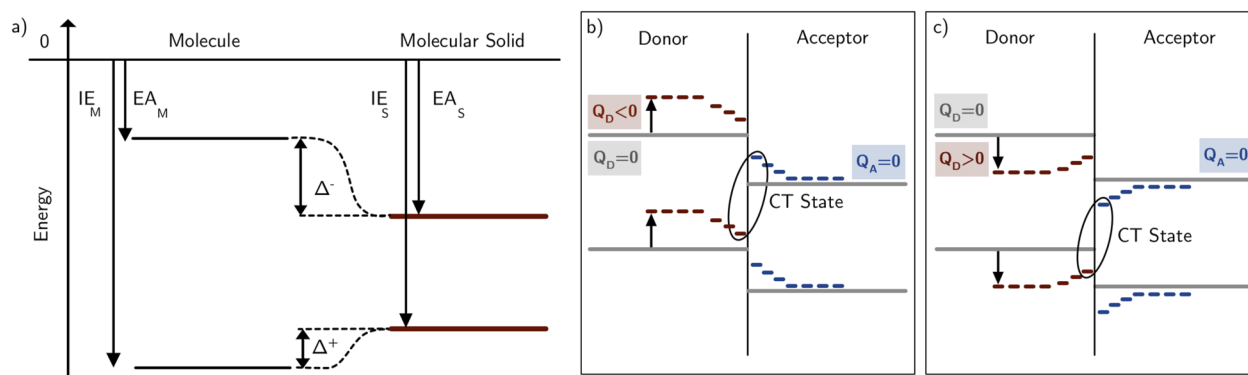 a)
0
Molecule
Molecular Solid
IE_M
EA_M
IE_S
EA_S
Δ⁻
Δ⁺
Energy
b)
Donor
Acceptor
Q_D<0
Q_D=0
Q_A=0
CT State
c)
Donor
Acceptor
Q_D=0
Q_D>0
Q_A=0
CT State